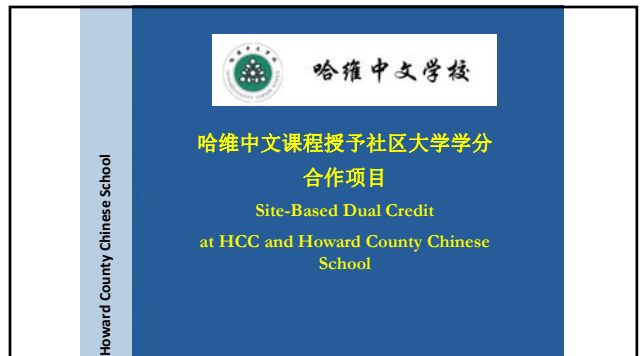 哈维中文学校
哈维中文课程授予社区大学学分
合作项目
Site-Based Dual Credit
at HCC and Howard County Chinese
School
Howard County Chinese School